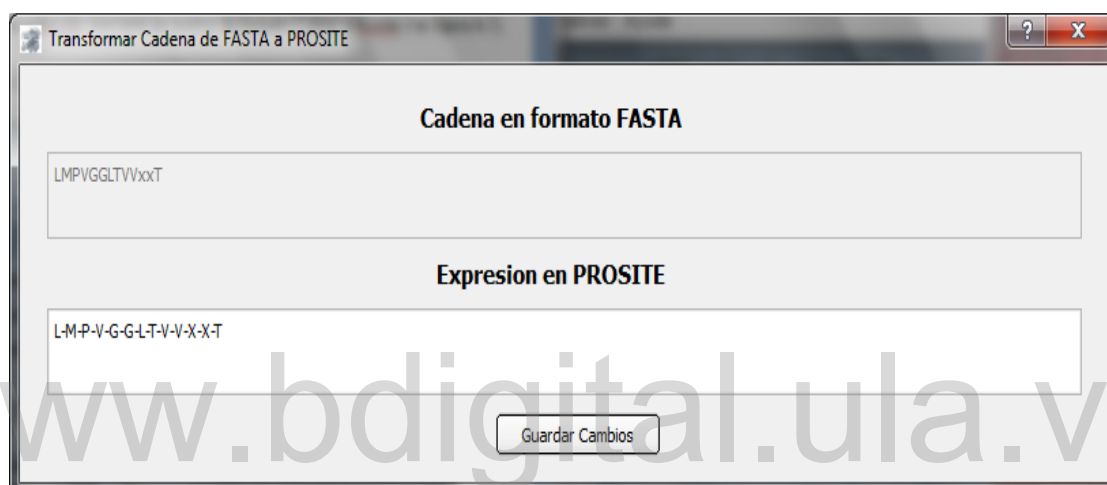 Transformar Cadena de FASTA a PROSITE
Cadena en formato FASTA
LMPVGGLTVVxxT
Expresion en PROSITE
L-M-P-V-G-G-L-T-V-V-X-X-T
www.bdigital.ula.v
Guardar Cambios